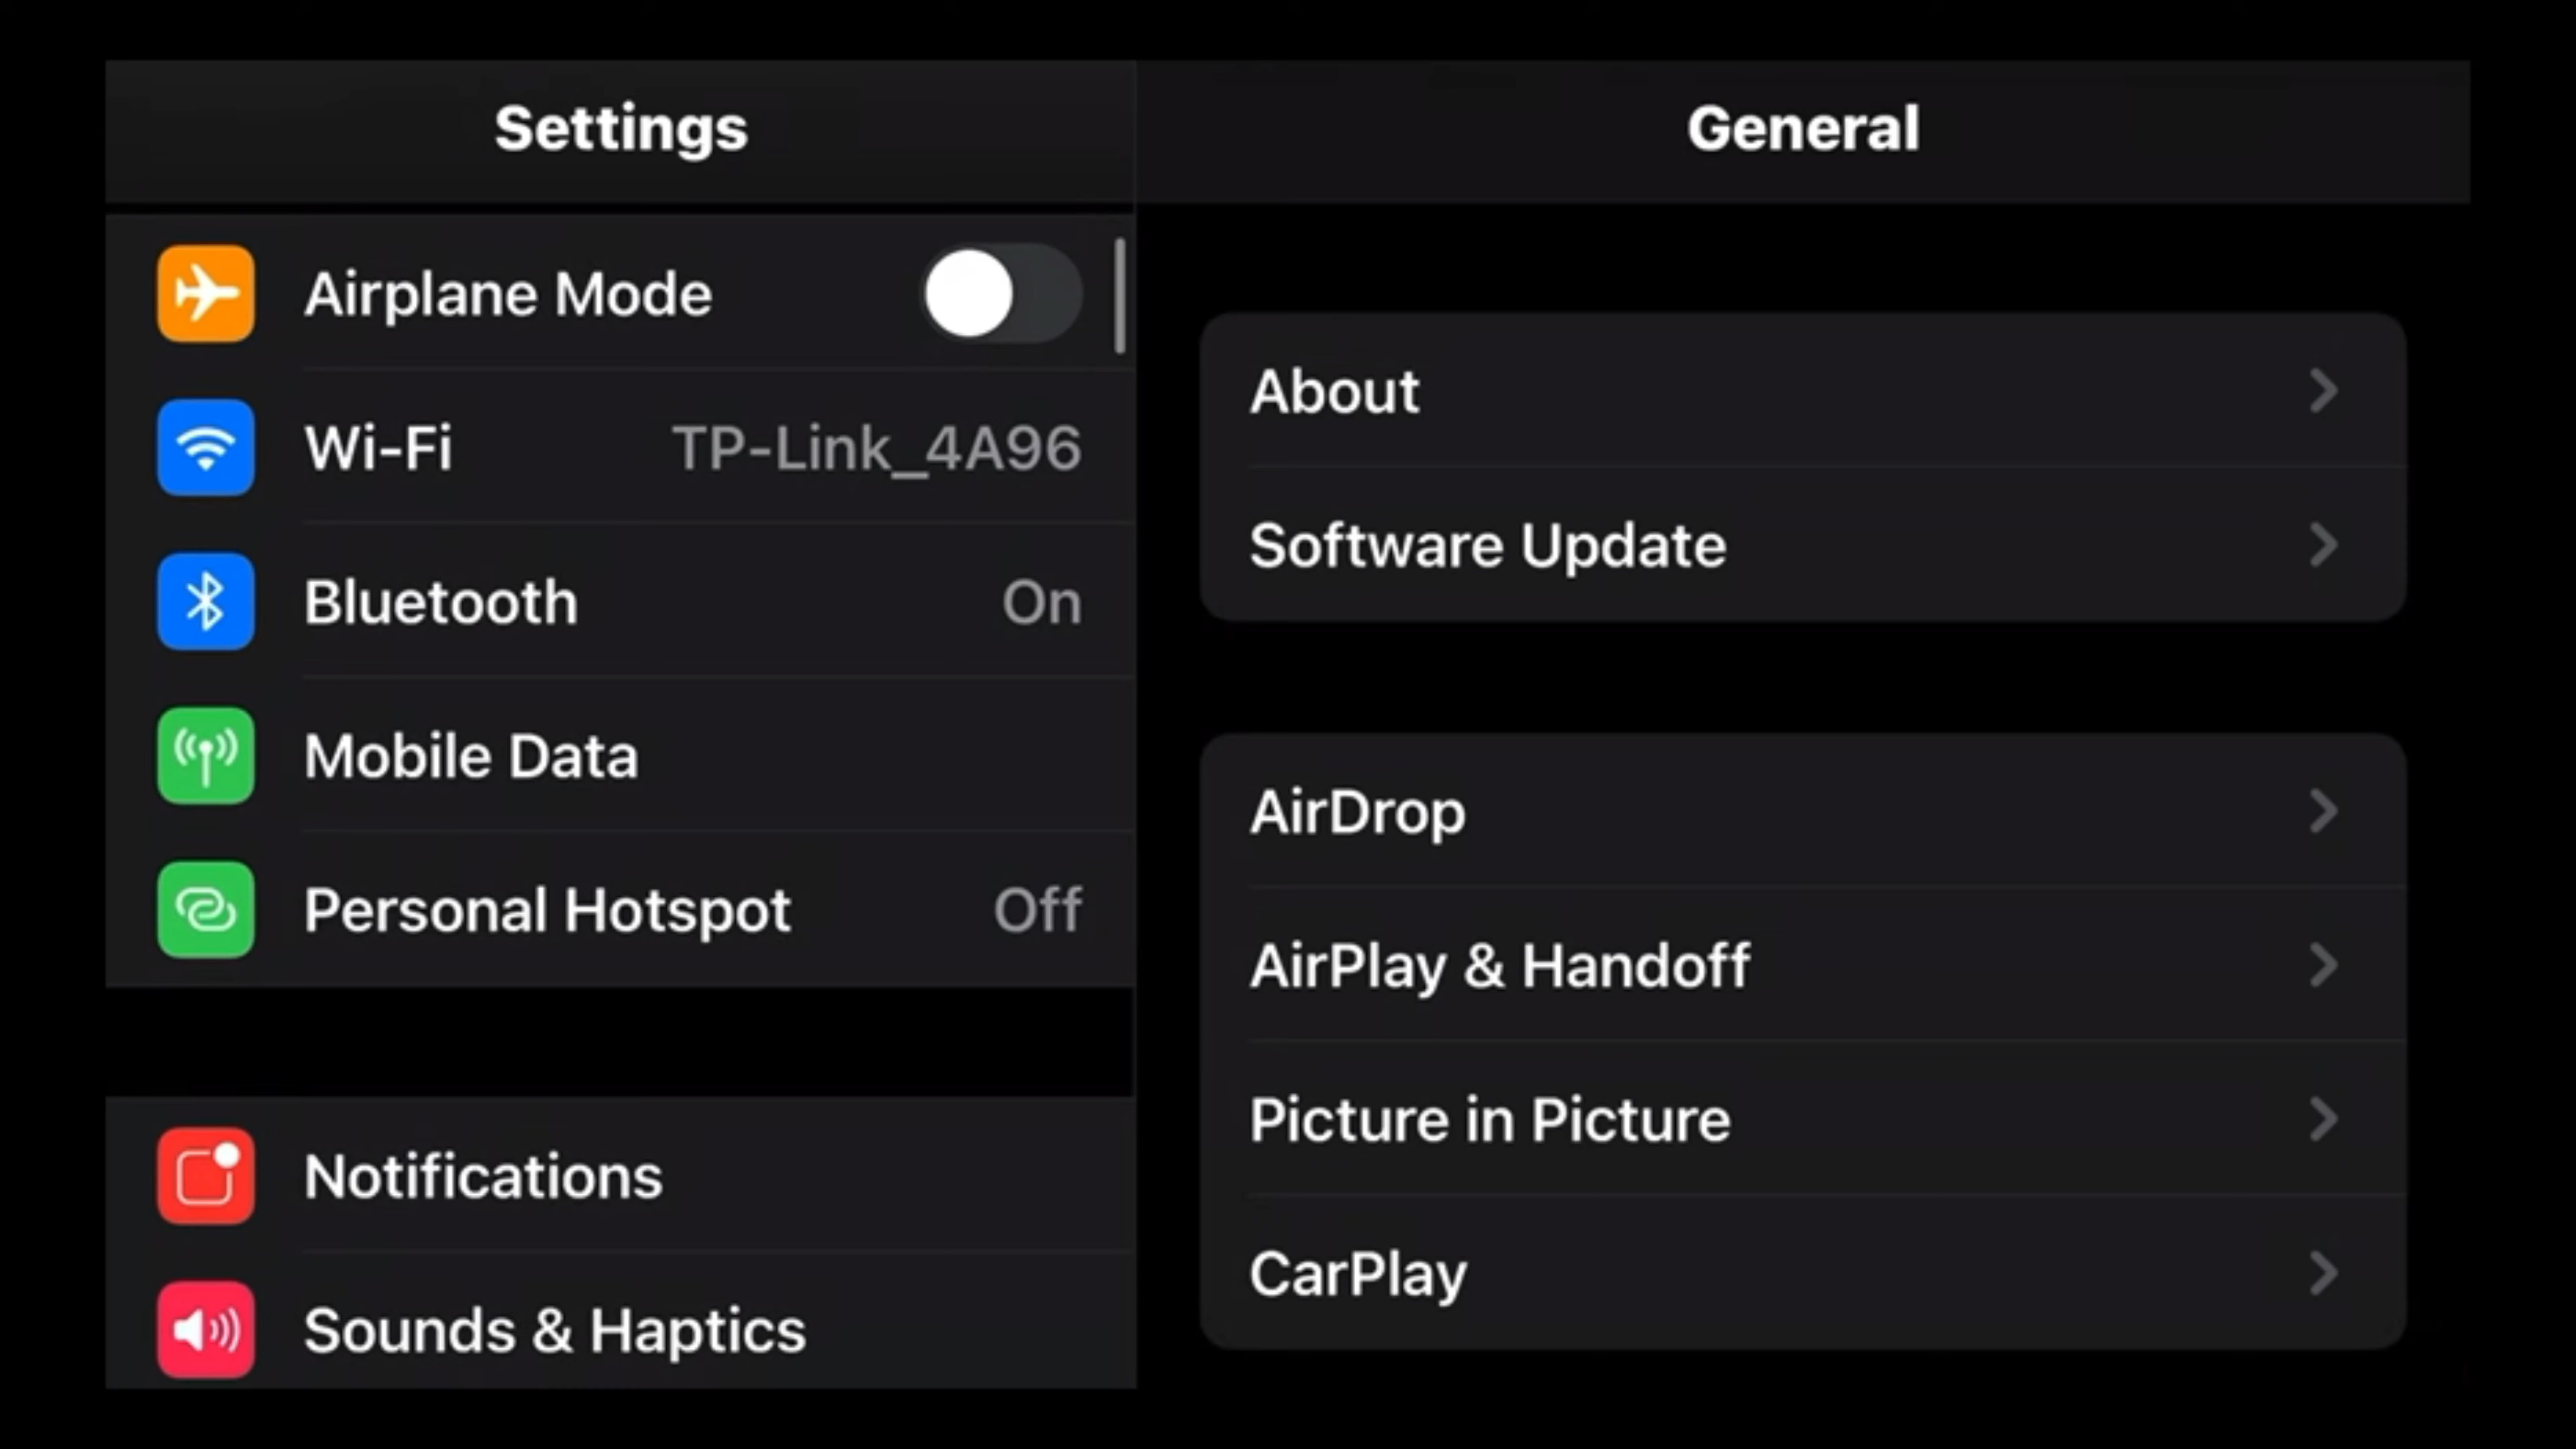 Settings
Airplane Mode
Wi-Fi TP-Link_4A96
Bluetooth On
Mobile Data
Personal Hotspot Off
Notifications
Sounds & Haptics
General
About
Software Update
AirDrop
AirPlay & Handoff
Picture in Picture
CarPlay